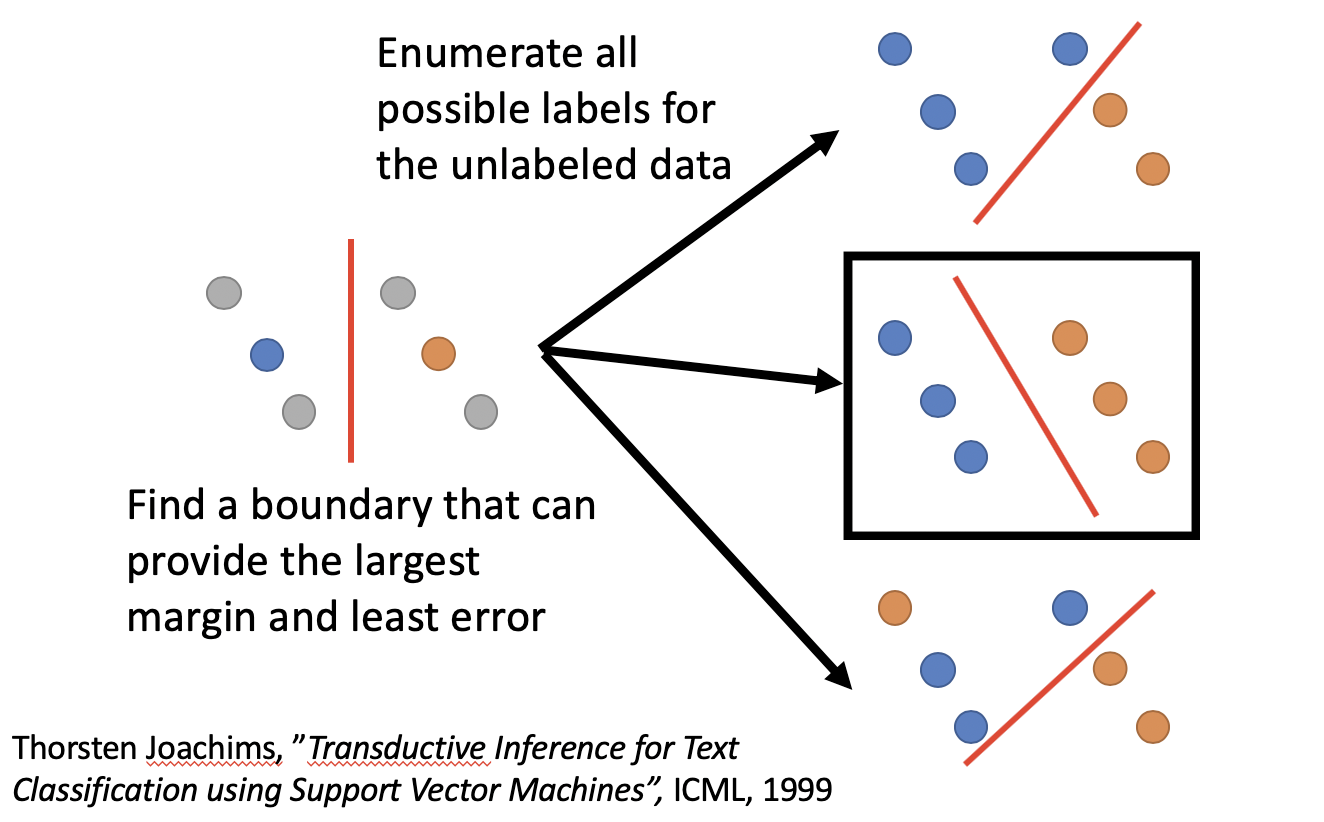 Enumerate all
possible labels for
the unlabeled data
Find a boundary that can
provide the largest
margin and least error
Thorsten Joachims, ”Transductive Inference for Text
Classification using Support Vector Machines”, ICML, 1999